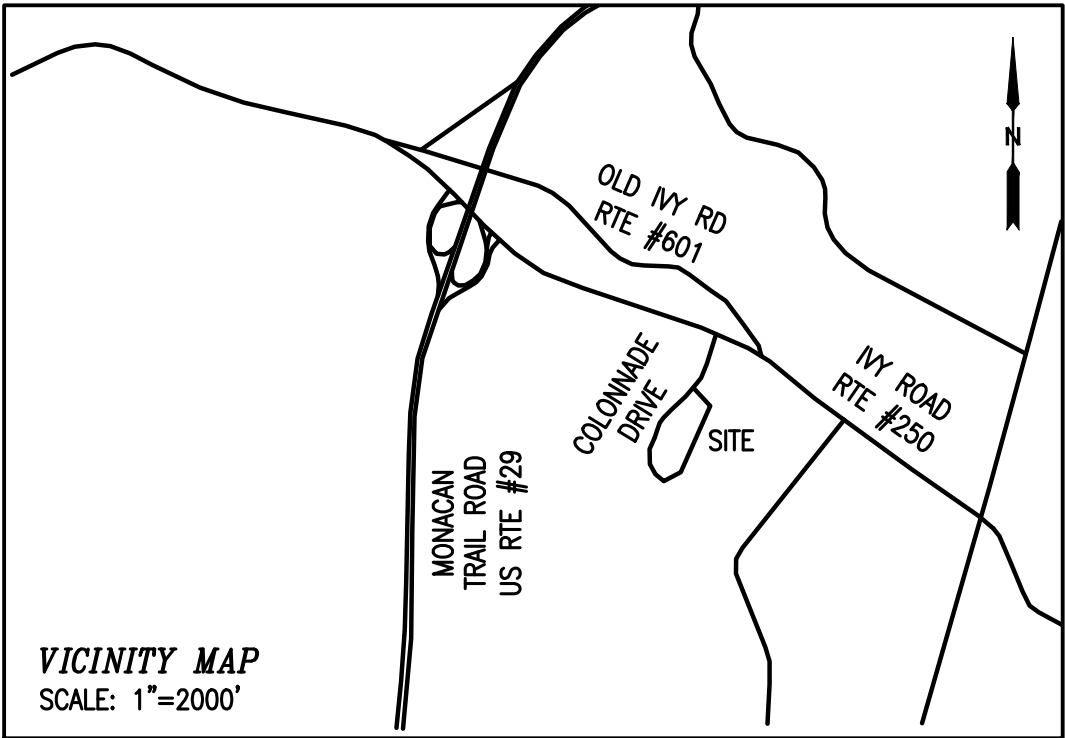 N
OLD IVY RD
RTE #601
IVY ROAD
RTE #250
COLONNADE
DRIVE
SITE
MONACAN
TRAIL ROAD
US RTE #29
VICINITY MAP
SCALE: 1"=2000'